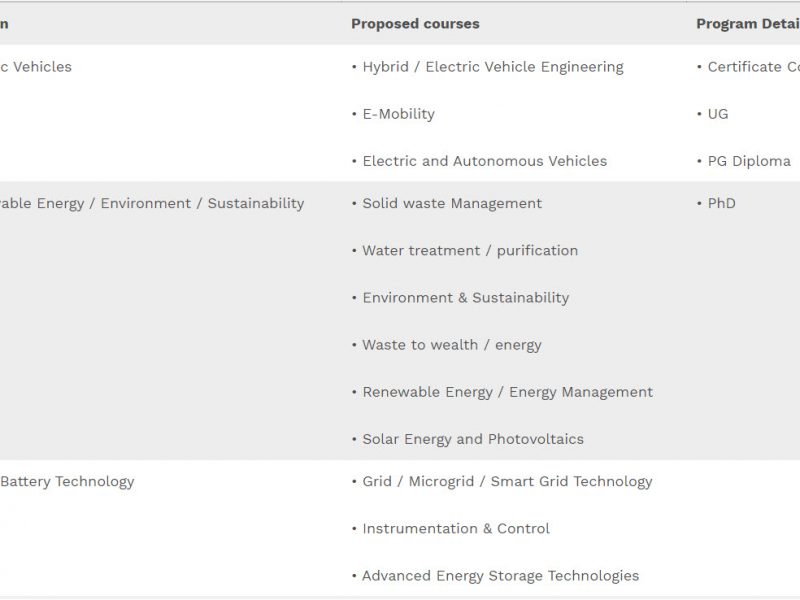 n Proposed courses Program Detai
c Vehicles • Hybrid / Electric Vehicle Engineering • Certificate Co
• E-Mobility • UG
• Electric and Autonomous Vehicles • PG Diploma
able Energy / Environment / Sustainability • Solid waste Management • PhD
• Water treatment / purification
• Environment & Sustainability
• Waste to wealth / energy
• Renewable Energy / Energy Management
• Solar Energy and Photovoltaics
Battery Technology • Grid / Microgrid / Smart Grid Technology
• Instrumentation & Control
• Advanced Energy Storage Technologies